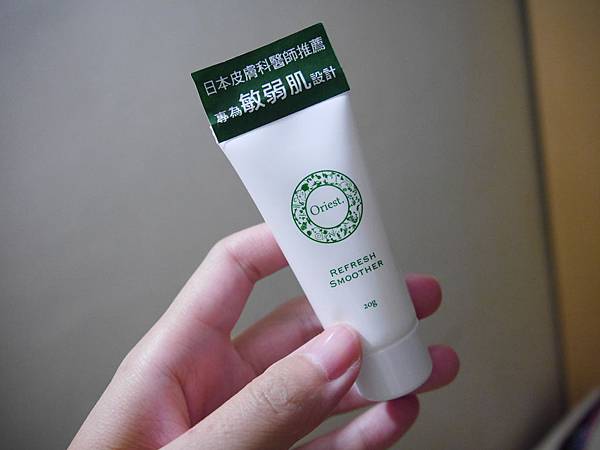 日本皮膚科醫師推薦
專為敏弱肌設計
Oriest.
REFRESH
SMOOTHER
20g